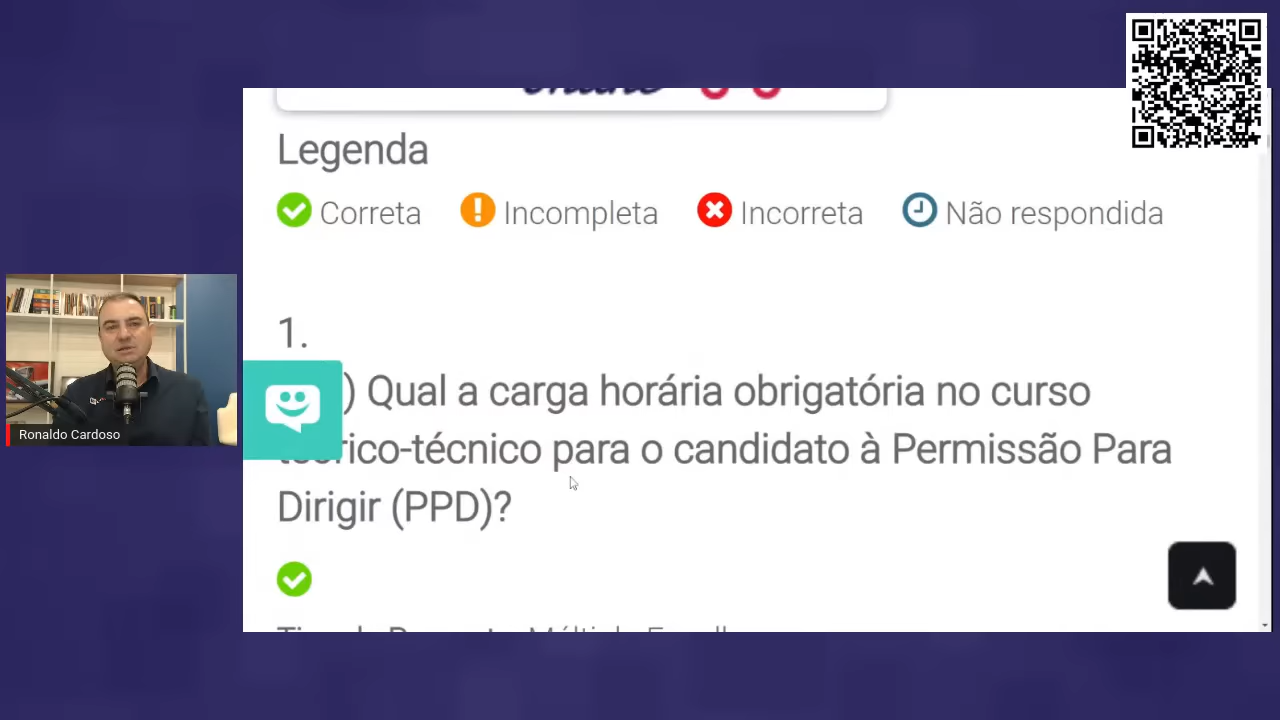 Legenda
Correta
Incompleta
Incorreta
Não respondida
1.
) Qual a carga horária obrigatória no curso
rico-técnico para o candidato à Permissão Para
Dirigir (PPD)?
Ronaldo Cardoso